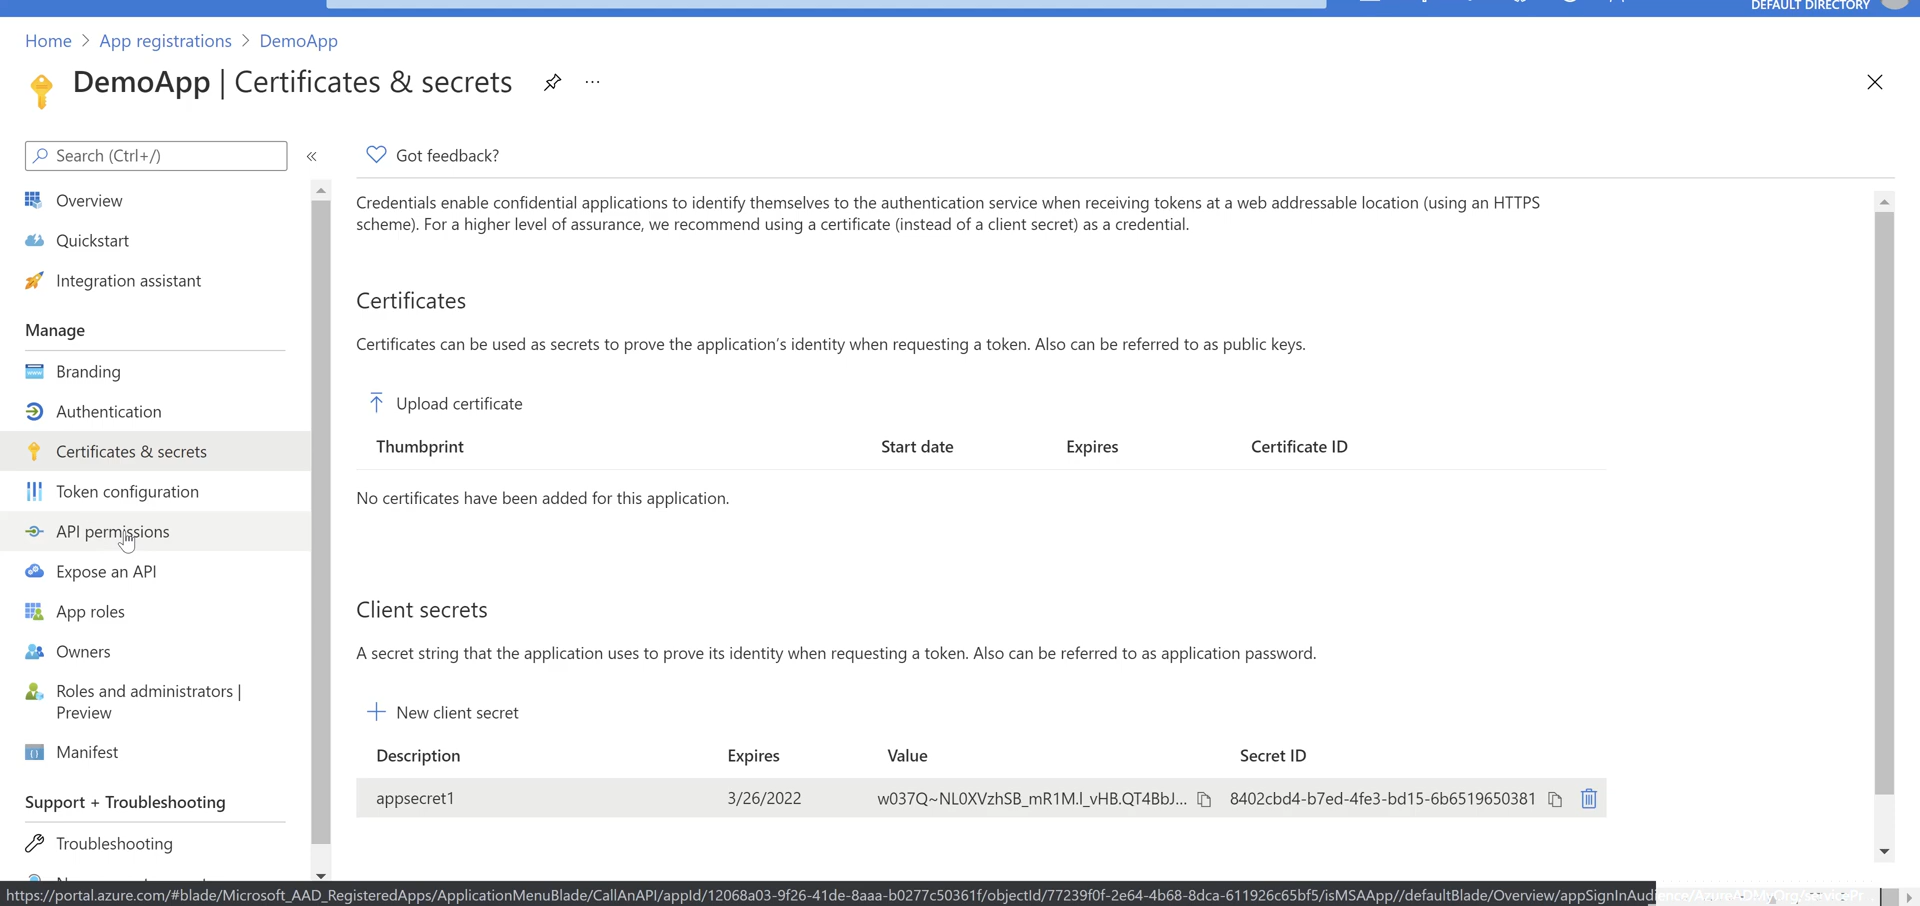 DEFAULT DIRECTORY
Home > App registrations > DemoApp
DemoApp | Certificates & secrets
Search (Ctrl+/)
Got feedback?
Overview
Quickstart
Integration assistant
Manage
Branding
Authentication
Certificates & secrets
Token configuration
API permissions
Expose an API
App roles
Owners
Roles and administrators |
Preview
Manifest
Support + Troubleshooting
Troubleshooting
Credentials enable confidential applications to identify themselves to the authentication service when receiving tokens at a web addressable location (using an HTTPS
scheme). For a higher level of assurance, we recommend using a certificate (instead of a client secret) as a credential.
Certificates
Certificates can be used as secrets to prove the application's identity when requesting a token. Also can be referred to as public keys.
Upload certificate
Thumbprint Start date Expires Certificate ID
No certificates have been added for this application.
Client secrets
A secret string that the application uses to prove its identity when requesting a token. Also can be referred to as application password.
New client secret
Description Expires Value Secret ID
appsecret1 3/26/2022 w037Q~NL0XVzhSB_mR1M.l_vHB.QT4BbJ... 8402cbd4-b7ed-4fe3-bd15-6b6519650381
https://portal.azure.com/#blade/Microsoft_AAD_RegisteredApps/ApplicationMenuBlade/CallAnAPI/appId/12068a03-9f26-41de-8aaa-b0277c50361f/objectId/77239f0f-2e64-4b68-8dca-611926c65bf5/isMSAApp//defaultBlade/Overview/appSignInAudience/AzureADMyOrg/servicePr